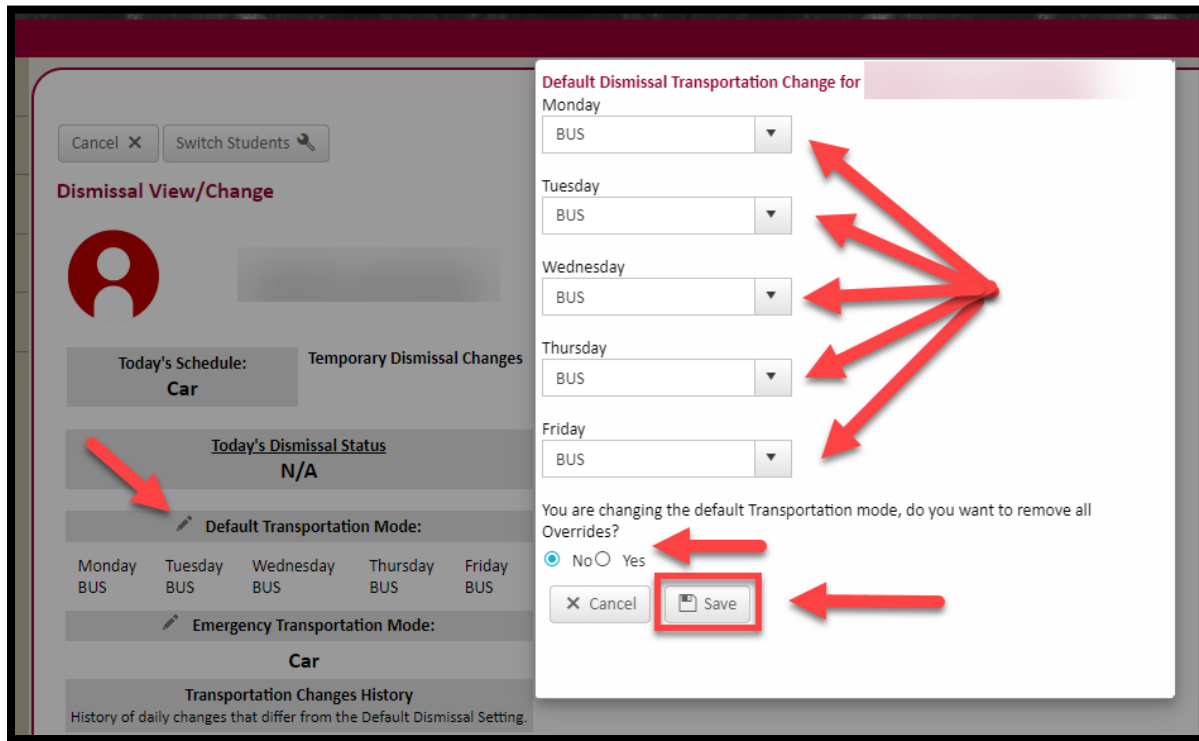 Cancel Switch Students
Dismissal View/Change
Today's Schedule:
Car
Temporary Dismissal Changes
Today's Dismissal Status
N/A
Default Transportation Mode:
Monday Tuesday Wednesday Thursday Friday
BUS BUS BUS BUS BUS
Emergency Transportation Mode:
Car
Transportation Changes History
History of daily changes that differ from the Default Dismissal Setting.
Default Dismissal Transportation Change for
Monday
BUS
Tuesday
BUS
Wednesday
BUS
Thursday
BUS
Friday
BUS
You are changing the default Transportation mode, do you want to remove all
Overrides?
No Yes
Cancel Save